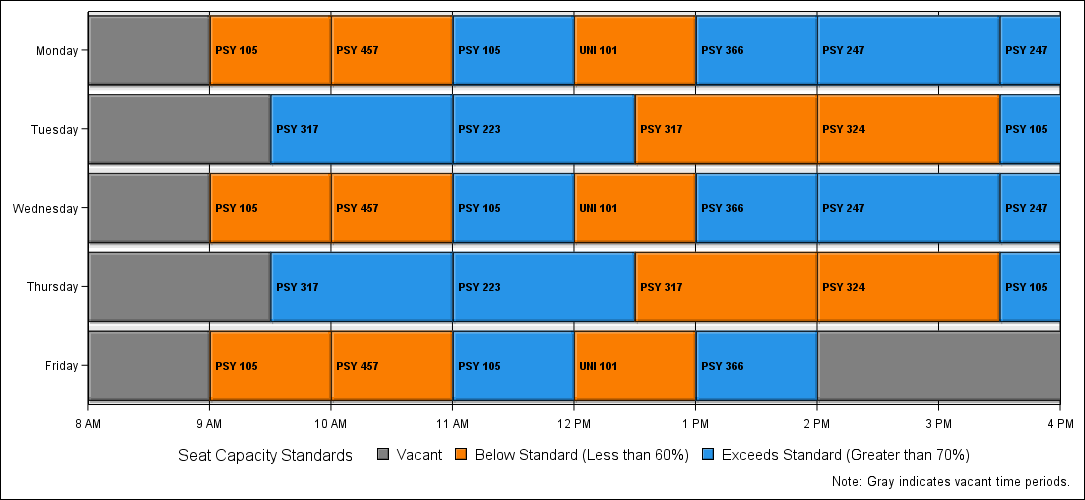 Monday PSY 105 PSY 457 PSY 105 UNI 101 PSY 366 PSY 247 PSY 247
Tuesday PSY 317 PSY 223 PSY 317 PSY 324 PSY 105
Wednesday PSY 105 PSY 457 PSY 105 UNI 101 PSY 366 PSY 247 PSY 247
Thursday PSY 317 PSY 223 PSY 317 PSY 324 PSY 105
Friday PSY 105 PSY 457 PSY 105 UNI 101 PSY 366
8 AM 9 AM 10 AM 11 AM 12 PM 1 PM 2 PM 3 PM 4 PM
Seat Capacity Standards Vacant Below Standard (Less than 60%) Exceeds Standard (Greater than 70%)
Note: Gray indicates vacant time periods.